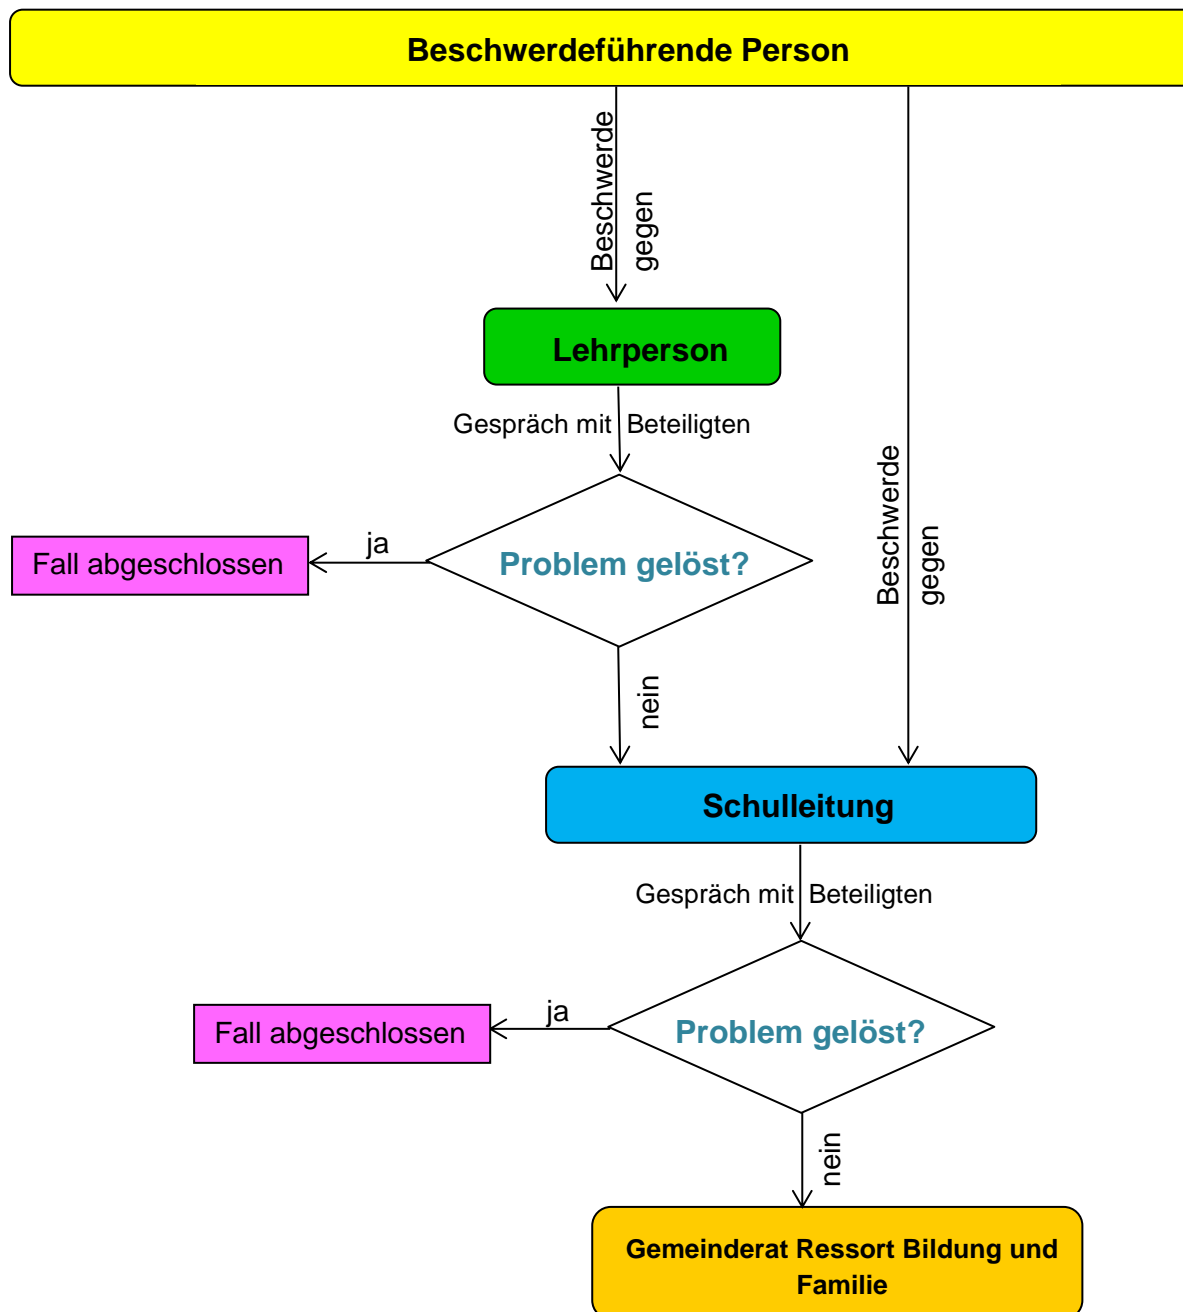 Beschwerdeführende Person
Beschwerde
gegen
Lehrperson
Gespräch mit Beteiligten
Beschwerde
gegen
Problem gelöst?
ja
Fall abgeschlossen
nein
Schulleitung
Gespräch mit Beteiligten
Problem gelöst?
ja
Fall abgeschlossen
nein
Gemeinderat Ressort Bildung und
Familie